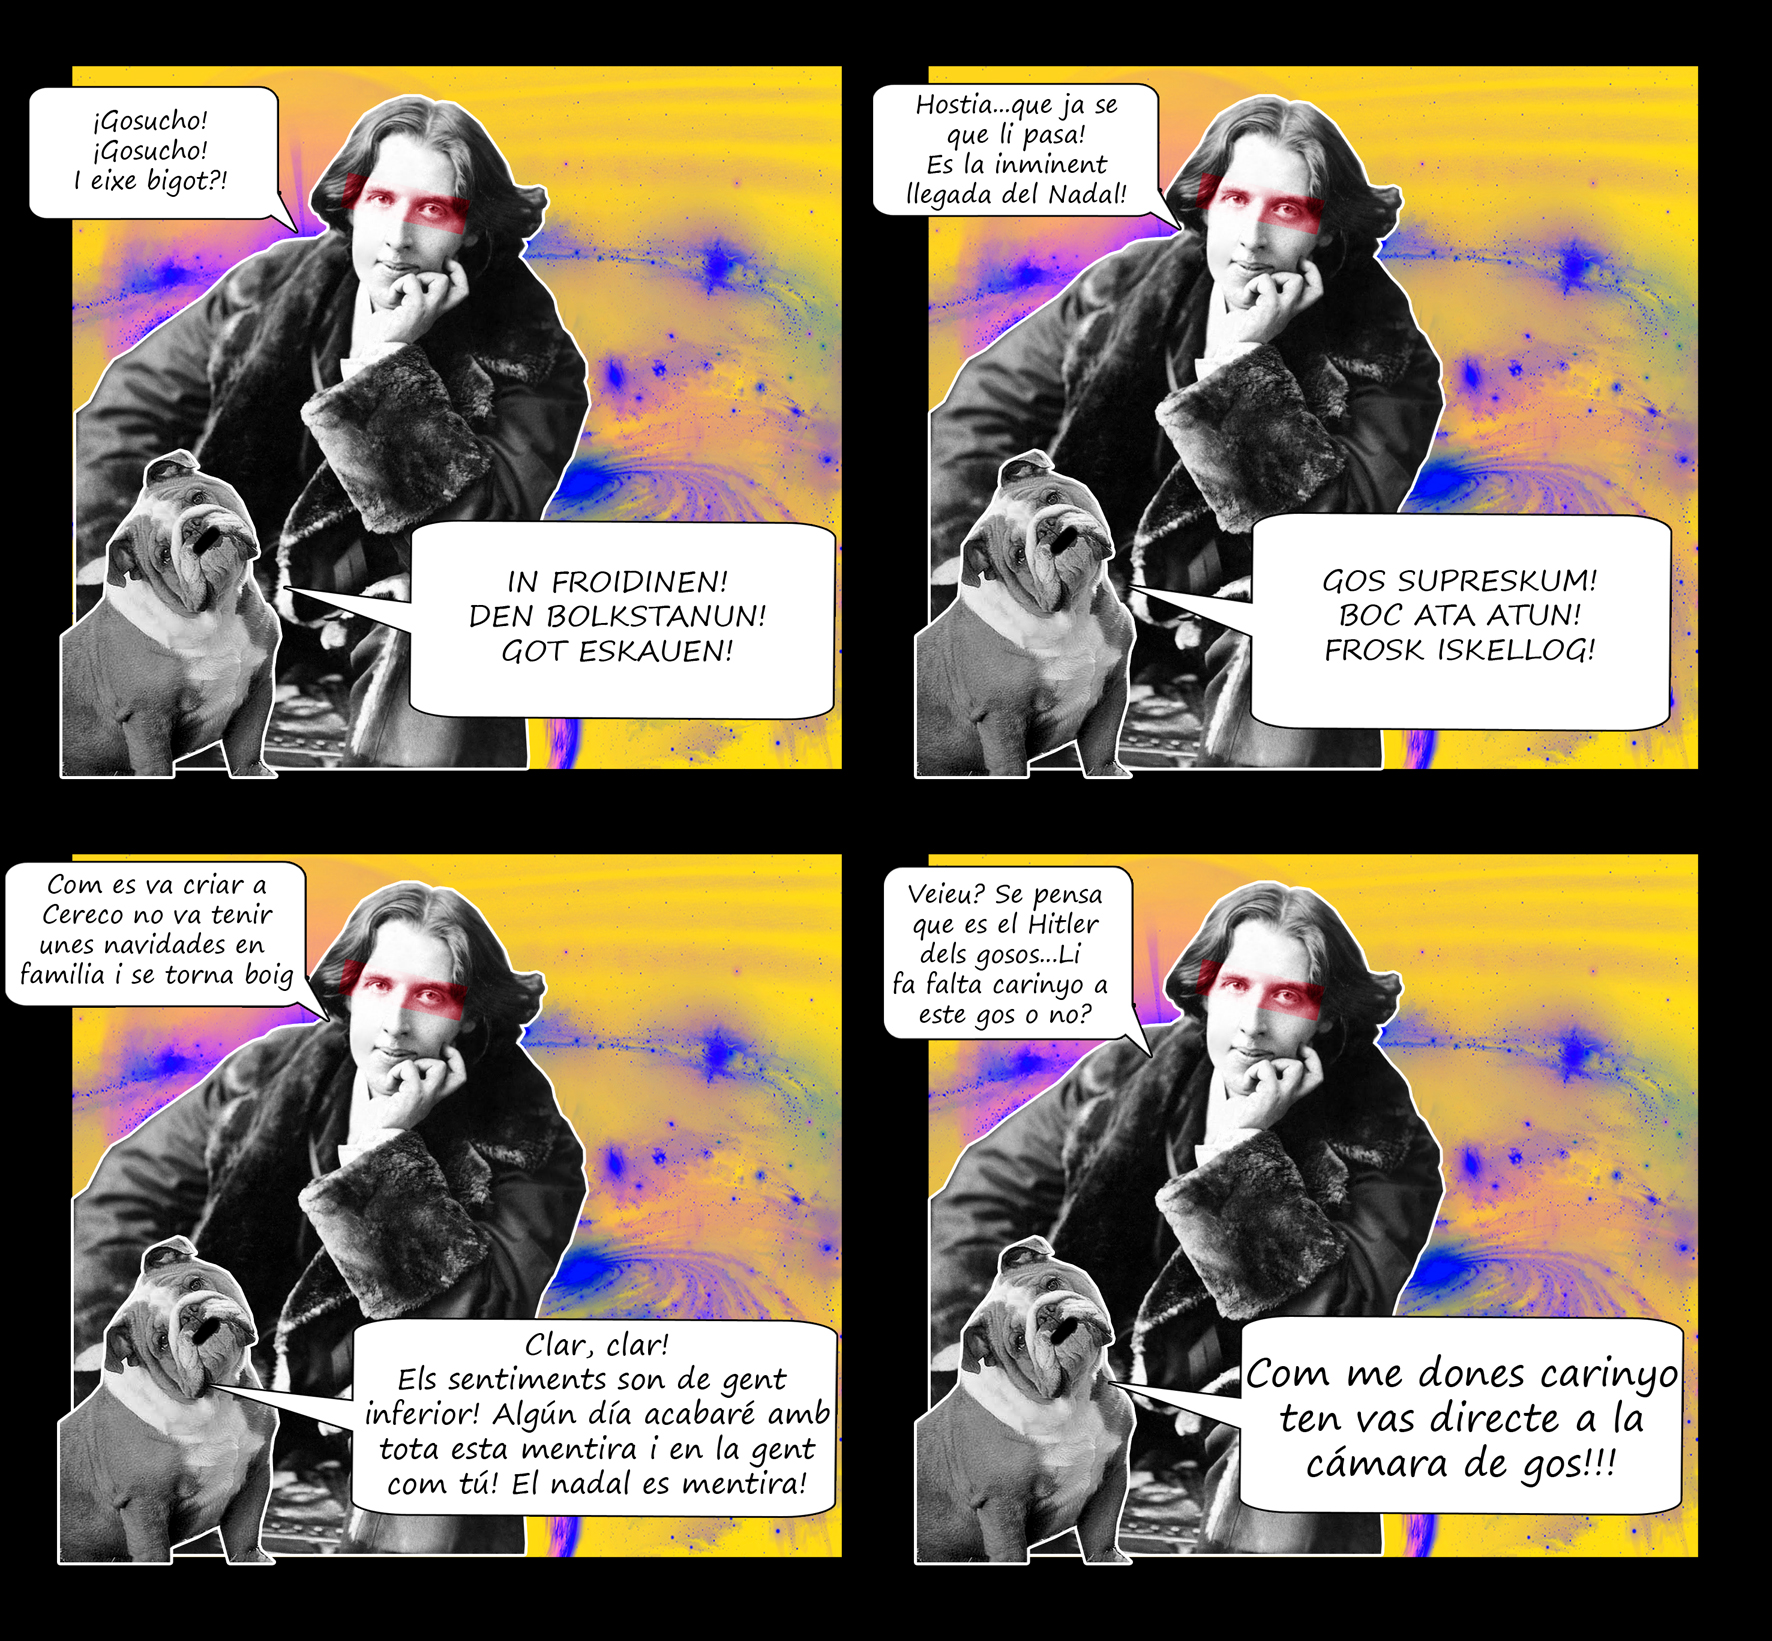 ¡Gosucho!
¡Gosucho!
I eixe bigot?!
IN FROIDINEN!
DEN BOLKSTANUN!
GOT ESKAUEN!
Hostia...que ja se
que li pasa!
Es la inminent
llegada del Nadal!
GOS SUPRESKUM!
BOC ATA ATUN!
FROSK ISKELLOG!
Com es va criar a
Cereco no va tenir
unes navidades en
familia i se torna boig
Clar, clar!
Els sentiments son de gent
inferior! Algún día acabaré amb
tota esta mentira i en la gent
com tú! El nadal es mentira!
Veieu? Se pensa
que es el Hitler
dels gosos...Li
fa falta carinyo a
este gos o no?
Com me dones carinyo
ten vas directe a la
cámara de gos!!!